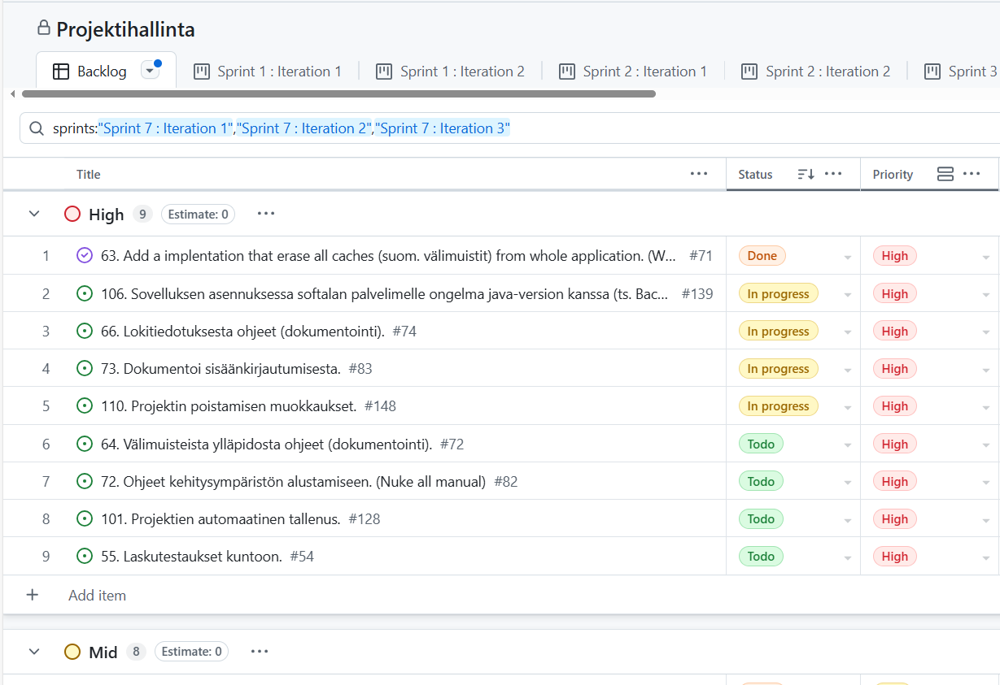 Projektihallinta
Backlog Sprint 1 : Iteration 1 Sprint 1 : Iteration 2 Sprint 2 : Iteration 1 Sprint 2 : Iteration 2 Sprint 3
sprints:"Sprint 7 : Iteration 1","Sprint 7 : Iteration 2","Sprint 7 : Iteration 3"
Title Status Priority
High 9 Estimate: 0
1 63. Add a implentation that erase all caches (suom. välimuistit) from whole application. (W... #71 Done High
2 106. Sovelluksen asennuksessa softalan palvelimelle ongelma java-version kanssa (ts. Bac... #139 In progress High
3 66. Lokitiedotuksesta ohjeet (dokumentointi). #74 In progress High
4 73. Dokumentoi sisäänkirjautumisesta. #83 In progress High
5 110. Projektin poistamisen muokkaukset. #148 In progress High
6 64. Välimuisteista ylläpidosta ohjeet (dokumentointi). #72 Todo High
7 72. Ohjeet kehitysympäristön alustamiseen. (Nuke all manual) #82 Todo High
8 101. Projektien automaatinen tallenus. #128 Todo High
9 55. Laskutestaukset kuntoon. #54 Todo High
Add item
Mid 8 Estimate: 0